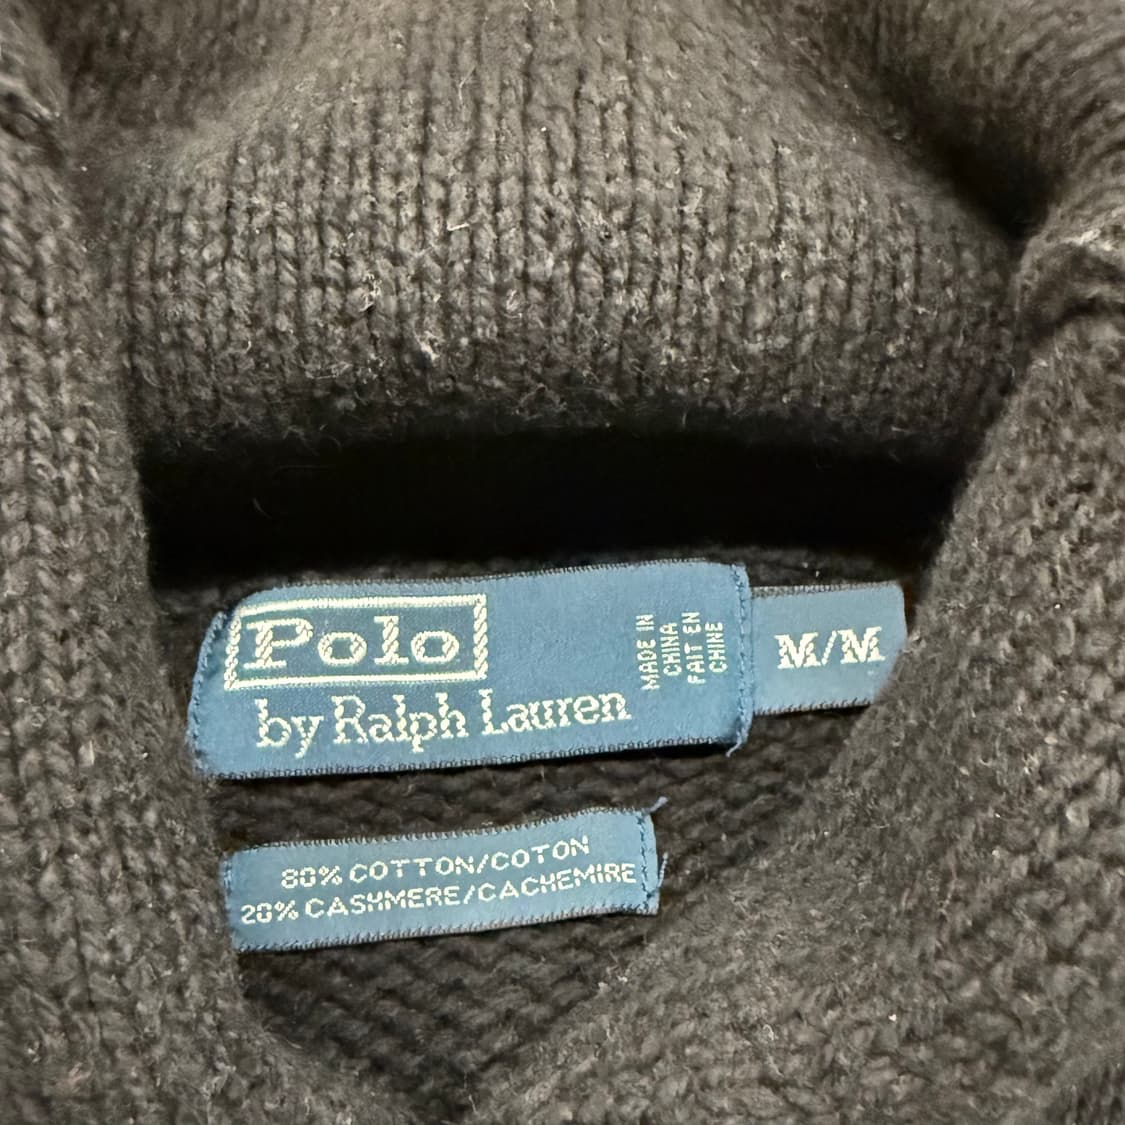 Polo
by Ralph Lauren
MADE IN
CHINA
FAIT EN
CHINE
M/M
80% COTTON/COTON
20% CASHMERE/CACHEMIRE